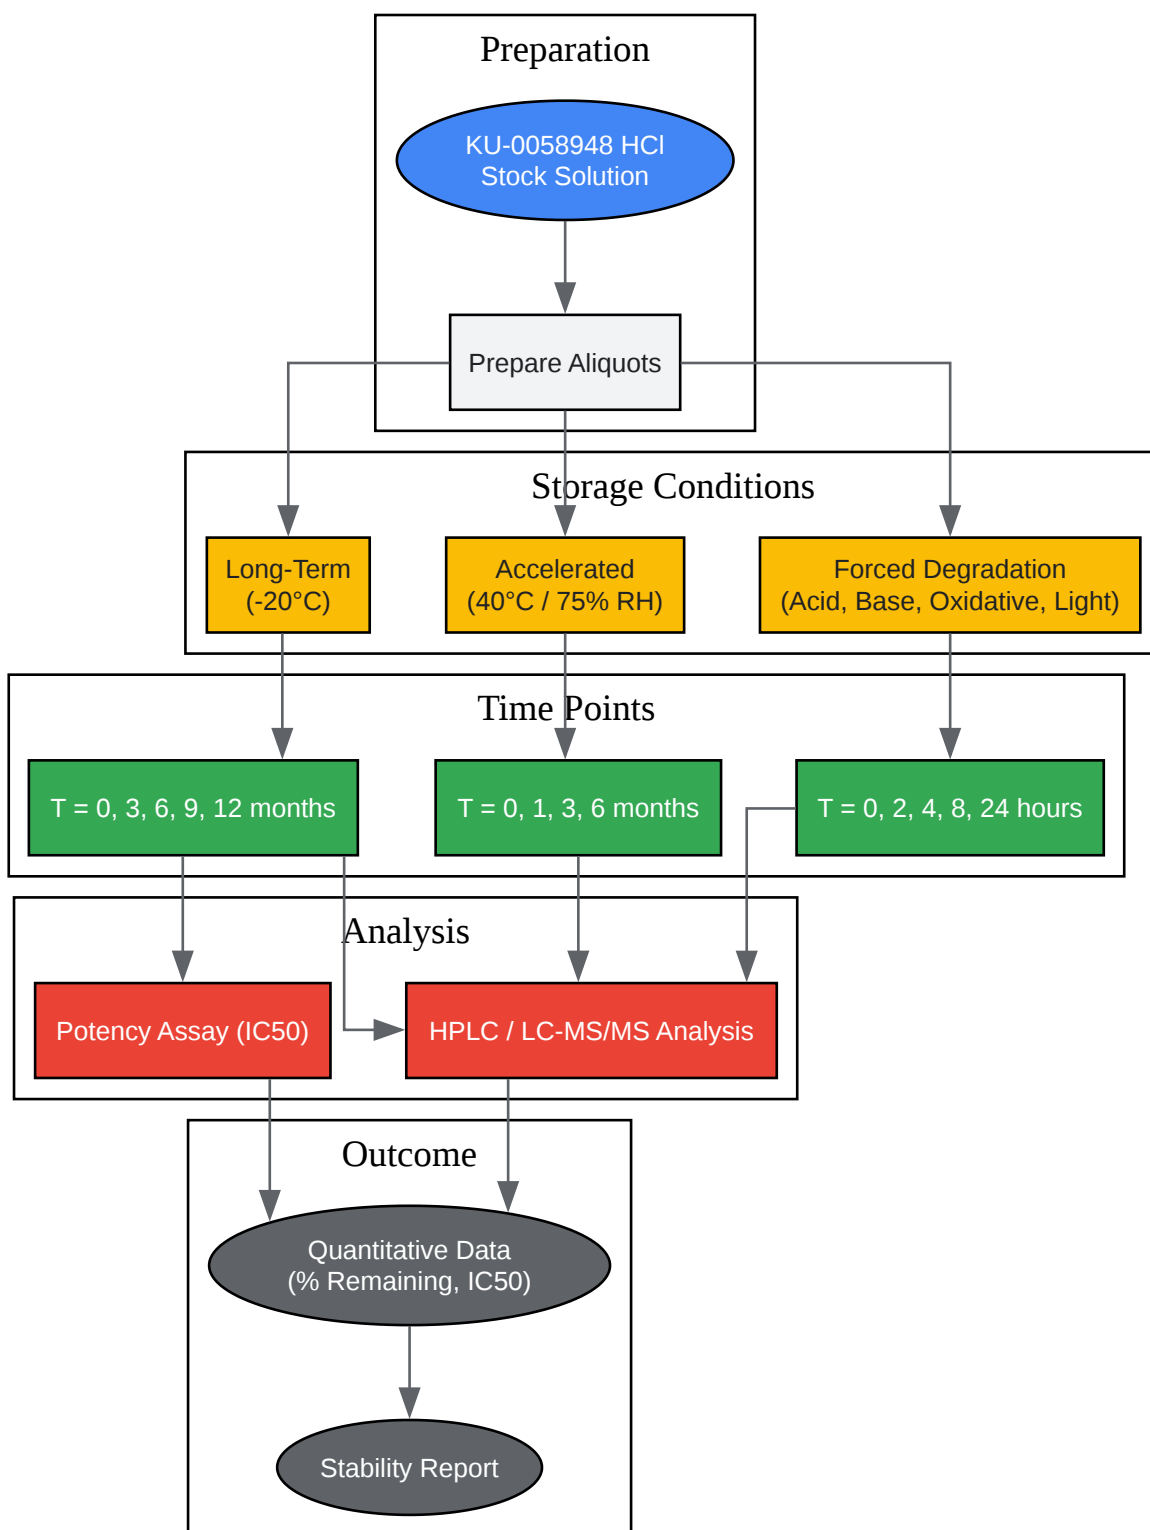 Preparation
KU-0058948 HCl
Stock Solution
Prepare Aliquots
Storage Conditions
Long-Term
(-20°C)
Accelerated
(40°C / 75% RH)
Forced Degradation
(Acid, Base, Oxidative, Light)
Time Points
T = 0, 3, 6, 9, 12 months
T = 0, 1, 3, 6 months
T = 0, 2, 4, 8, 24 hours
Analysis
Potency Assay (IC50)
HPLC / LC-MS/MS Analysis
Outcome
Quantitative Data
(% Remaining, IC50)
Stability Report